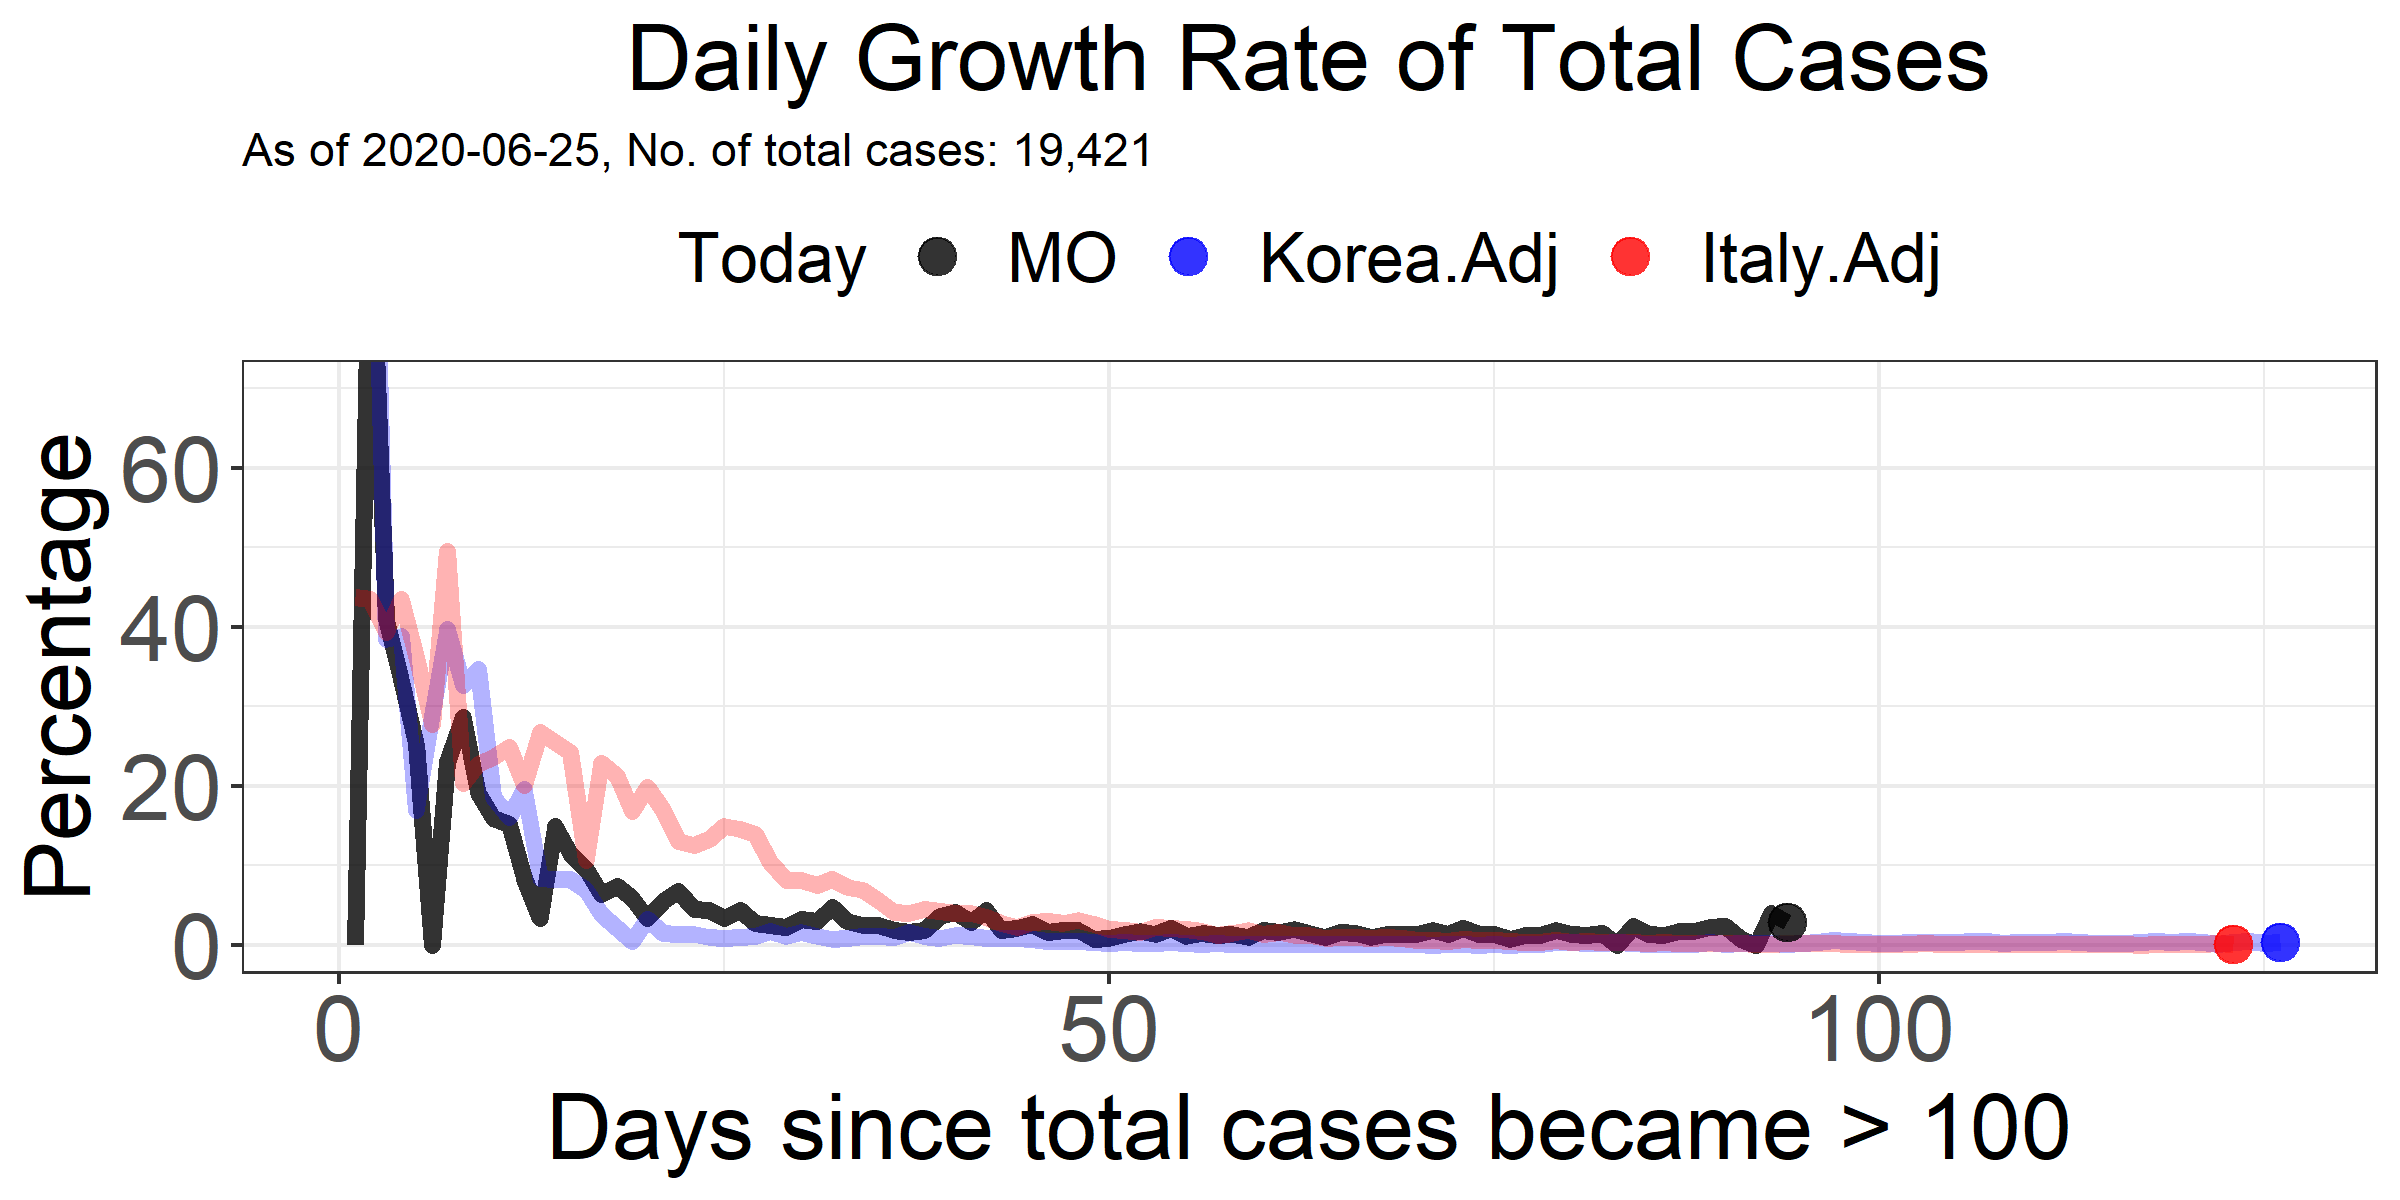 Daily Growth Rate of Total Cases
As of 2020-06-25, No. of total cases: 19,421
Today MO Korea.Adj Italy.Adj
Percentage
60
40
20
0
0 50 100
Days since total cases became > 100